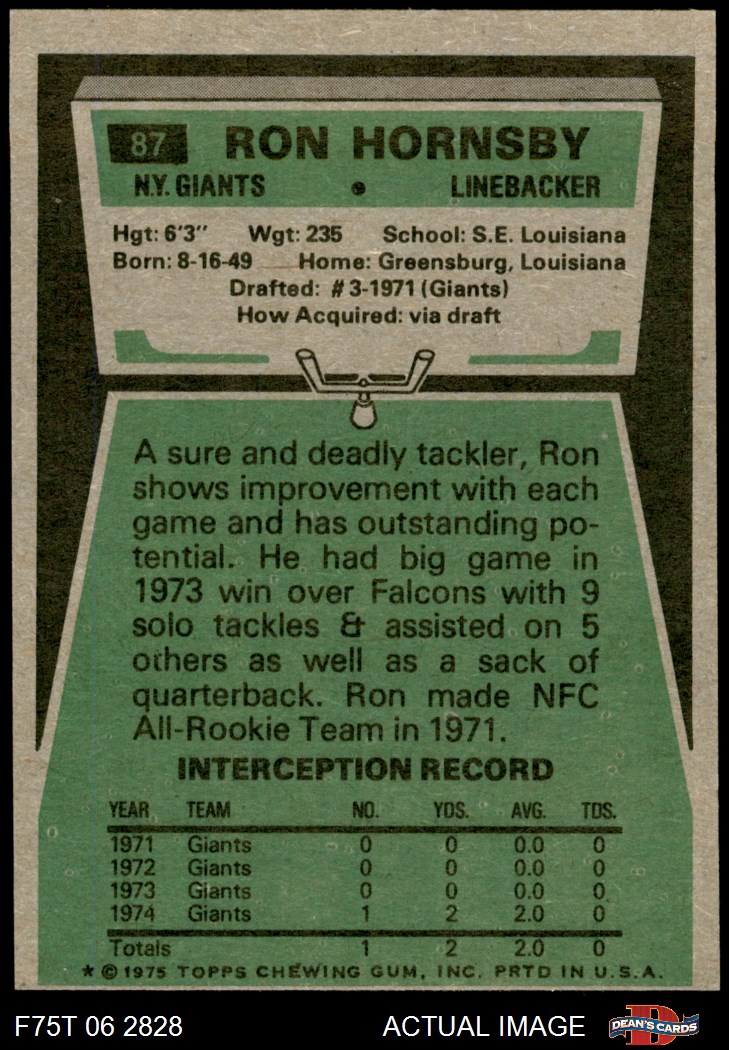 87 RON HORNSBY
N.Y. GIANTS • LINEBACKER
Hgt: 6'3" Wgt: 235 School: S.E. Louisiana
Born: 8-16-49 Home: Greensburg, Louisiana
Drafted: #3-1971 (Giants)
How Acquired: via draft
A sure and deadly tackler, Ron
shows improvement with each
game and has outstanding po-
tential. He had big game in
1973 win over Falcons with 9
solo tackles & assisted on 5
others as well as a sack of
quarterback. Ron made NFC
All-Rookie Team in 1971.
INTERCEPTION RECORD
YEAR TEAM NO. YDS. AVG. TDS.
1971 Giants 0 0 0.0 0
1972 Giants 0 0 0.0 0
1973 Giants 0 0 0.0 0
1974 Giants 1 2 2.0 0
Totals 1 2 2.0 0
* © 1975 TOPPS CHEWING GUM, INC. PRTD IN U.S.A.
F75T 06 2828 ACTUAL IMAGE D DEAN'S CARDS